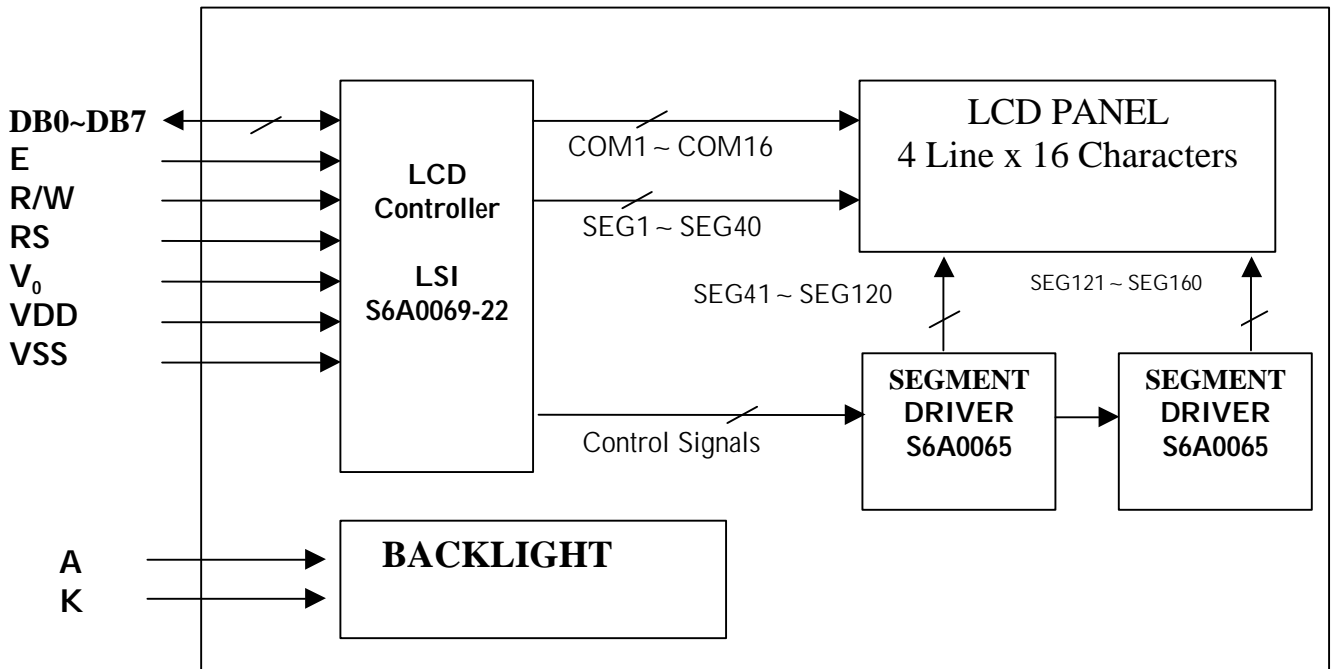 DB0~DB7
E
R/W
RS
V0
VDD
VSS
A
K
LCD
Controller
LSI
S6A0069-22
COM1 ~ COM16
SEG1 ~ SEG40
LCD PANEL
4 Line x 16 Characters
SEG41 ~ SEG120
SEG121 ~ SEG160
Control Signals
SEGMENT
DRIVER
S6A0065
SEGMENT
DRIVER
S6A0065
BACKLIGHT